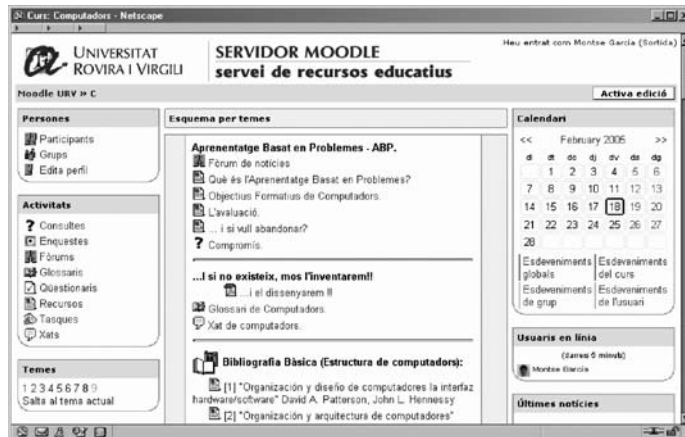 Curs: Computadors - Netscape
UNIVERSITAT
ROVIRA I VIRGILI
SERVIDOR MOODLE
servei de recursos educatius
Heu entrat com Montse García (Sortida)
Moodle URV » C
Activa edició
Persones
Participants
Grups
Edita perfil
Activitats
? Consultes
Enquestes
Fòrums
Glossaris
Qüestionaris
Recursos
Tasques
Xats
Temes
1 2 3 4 5 6 7 8 9
Salta al tema actual
Esquema per temes
Aprenentatge Basat en Problemes - ABP.
Fòrum de notícies
Què és l'Aprenentatge Basat en Problemes?
Objectius Formatius de Computadors.
L'avaluació.
... i si vull abandonar?
? Compromís.
...I si no existeix, mos l'inventarem!!
...i el dissenyarem !!
Glossari de Computadors.
Xat de computadors.
Bibliografia Bàsica (Estructura de computadors):
[1] "Organización y diseño de computadores la interfaz
hardware/software" David A. Patterson, John L. Hennessy
[2] "Organización y arquitectura de computadores"
Calendari
<< February 2005 >>
dl dt dc dj dv ds dg
1 2 3 4 5 6
7 8 9 10 11 12 13
14 15 16 17 18 19 20
21 22 23 24 25 26 27
28
Esdeveniments globals
Esdeveniments del curs
Esdeveniments de grup
Esdeveniments de l'usuari
Usuaris en línia
(darrers 5 minuts)
Montse García
Últimes notícies